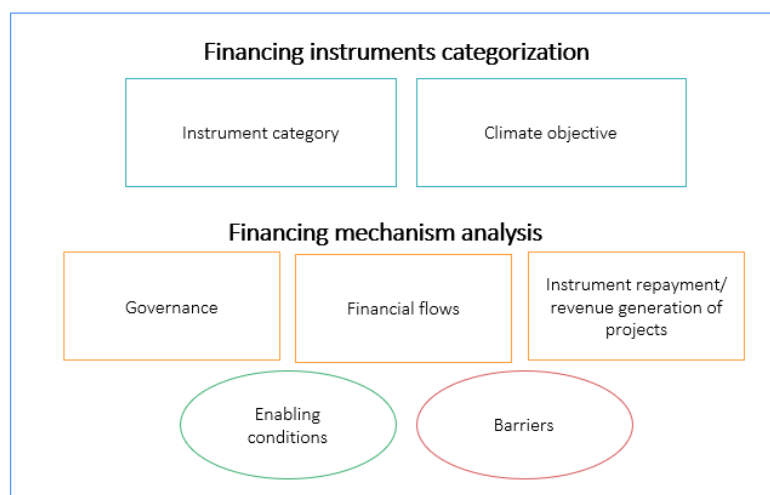 Financing instruments categorization
Instrument category
Climate objective
Financing mechanism analysis
Governance
Financial flows
Instrument repayment/
revenue generation of
projects
Enabling
conditions
Barriers